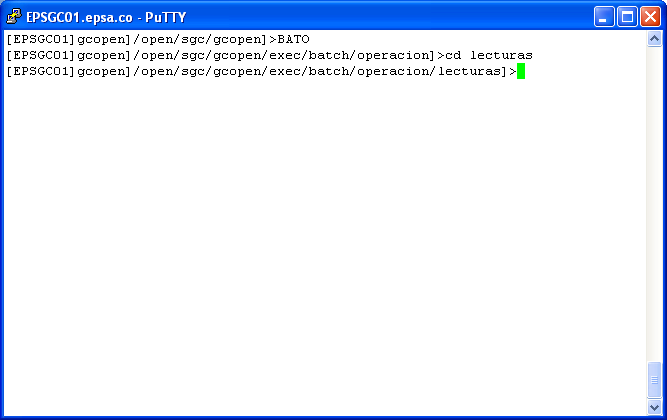 EPSGC01.epsa.co - PuTTY
[EPSGC01]gcopen]/open/sgc/gcopen]>BATO
[EPSGC01]gcopen]/open/sgc/gcopen/exec/batch/operacion]>cd lecturas
[EPSGC01]gcopen]/open/sgc/gcopen/exec/batch/operacion/lecturas]>